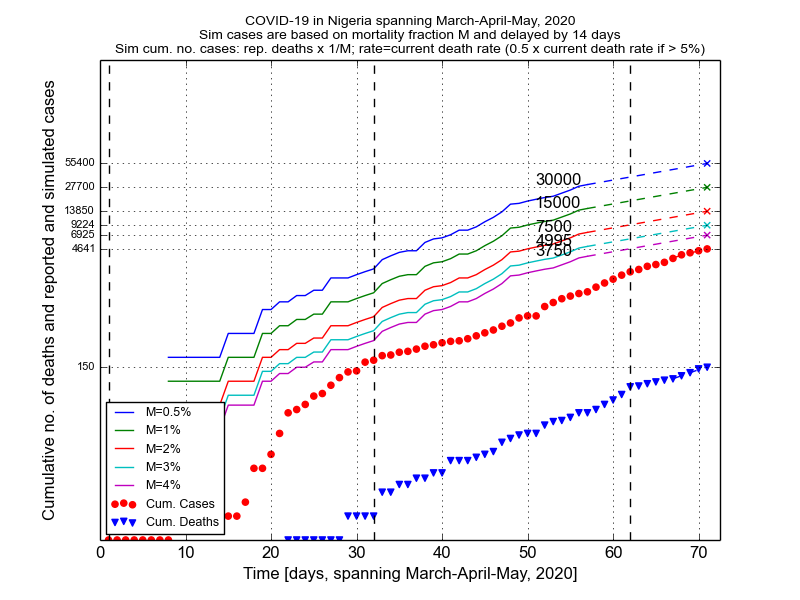 COVID-19 in Nigeria spanning March-April-May, 2020
Sim cases are based on mortality fraction M and delayed by 14 days
Sim cum. no. cases: rep. deaths x 1/M; rate=current death rate (0.5 x current death rate if > 5%)
Cumulative no. of deaths and reported and simulated cases
55400
27700
13850
9224
6925
4641
150
30000
15000
7500
4995
3750
M=0.5%
M=1%
M=2%
M=3%
M=4%
Cum. Cases
Cum. Deaths
0 10 20 30 40 50 60 70
Time [days, spanning March-April-May, 2020]